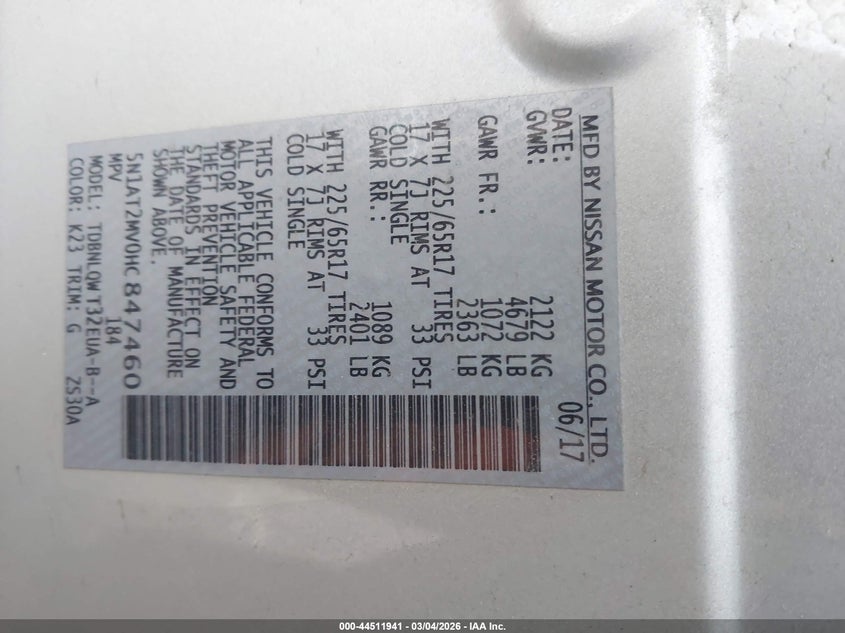 MFD BY NISSAN MOTOR CO., LTD.
DATE: 06/17
GVWR: 2122 KG
4679 LB
GAWR FR.: 1072 KG
2363 LB
WITH 225/65R17 TIRES
17 X 7J RIMS AT 33 PSI
COLD SINGLE
GAWR RR.: 1089 KG
2401 LB
WITH 225/65R17 TIRES
17 X 7J RIMS AT 33 PSI
COLD SINGLE
THIS VEHICLE CONFORMS TO
ALL APPLICABLE FEDERAL
MOTOR VEHICLE SAFETY AND
THEFT PREVENTION
STANDARDS IN EFFECT ON
THE DATE OF MANUFACTURE
SHOWN ABOVE.
5N1AT2MV0HC847460
MPV 184
MODEL: TDBNLQWT32EUA-B--A
COLOR: K23 TRIM: G 2S30A
000-44511941 - 03/04/2026 - IAA Inc.